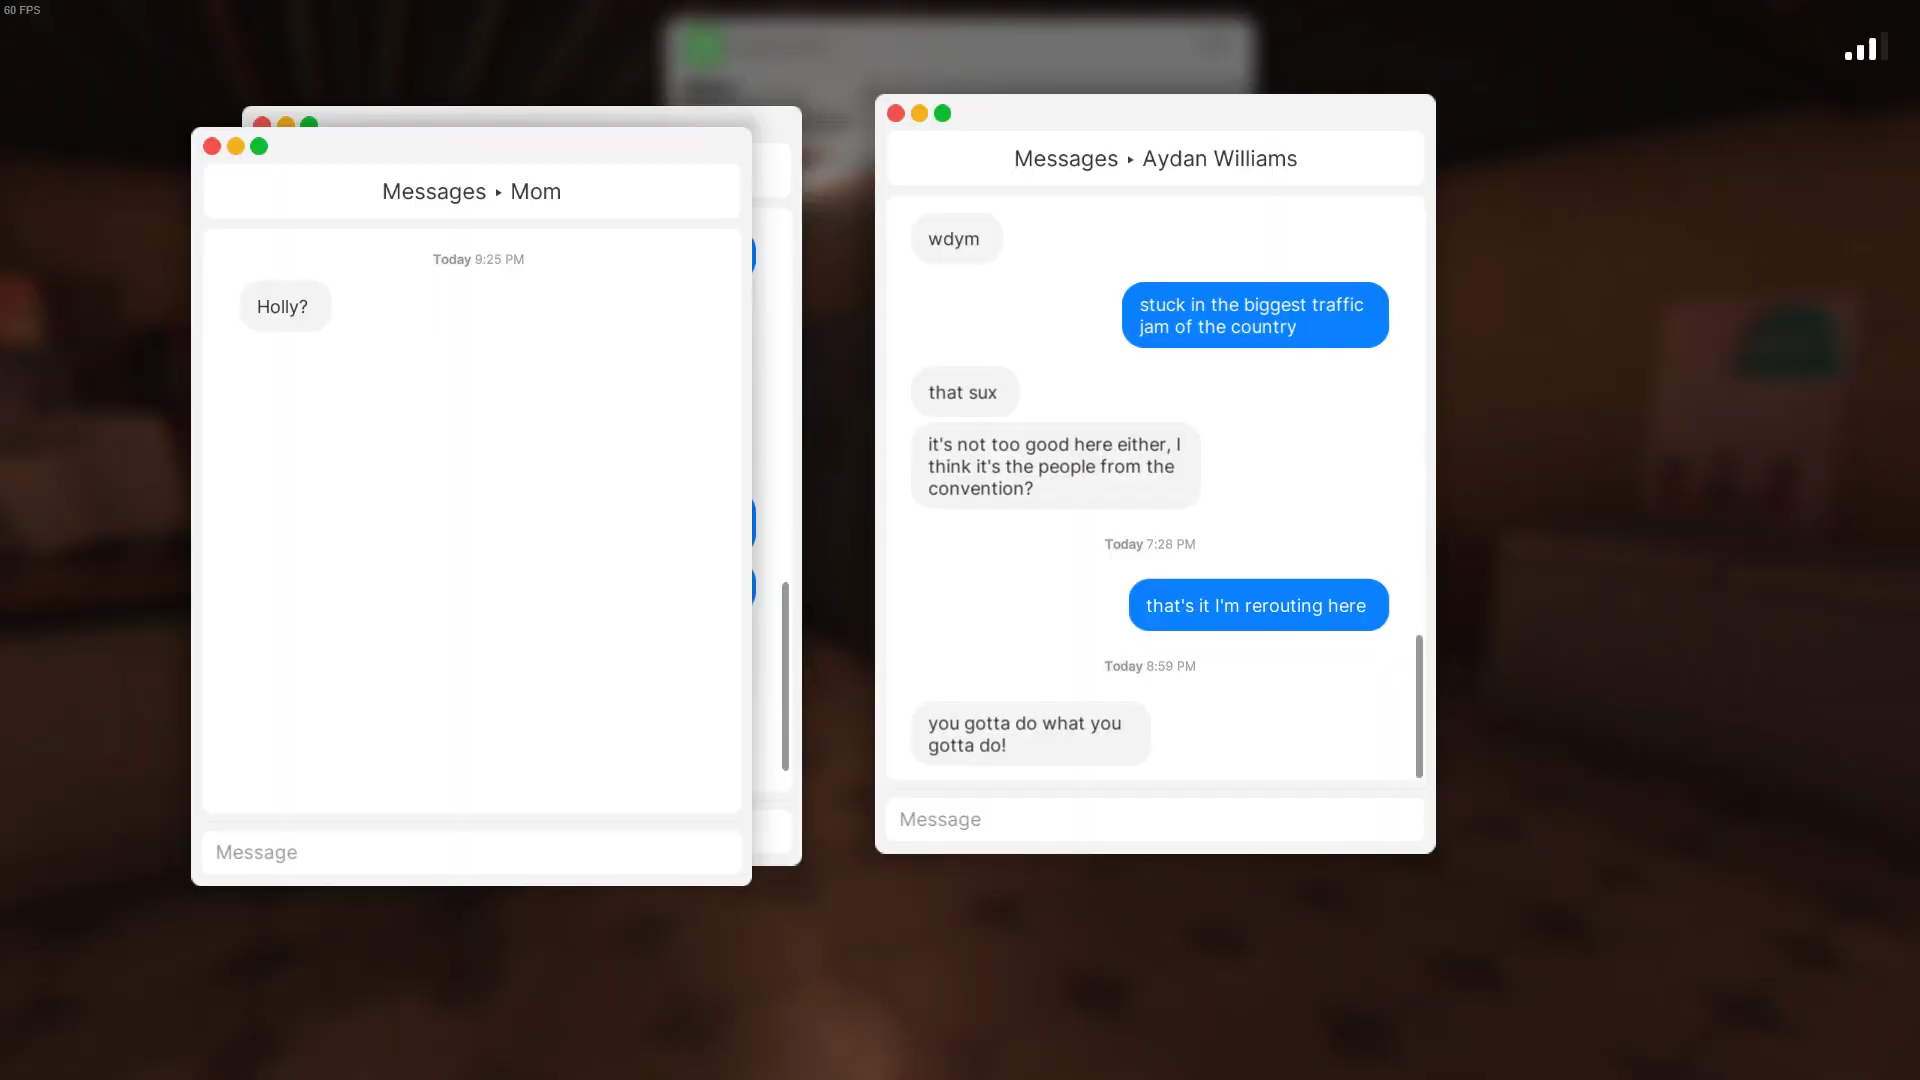 60 FPS
Messages ▸ Mom
Today 9:25 PM
Holly?
Message
Messages ▸ Aydan Williams
wdym
stuck in the biggest traffic
jam of the country
that sux
it's not too good here either, I
think it's the people from the
convention?
Today 7:28 PM
that's it I'm rerouting here
Today 8:59 PM
you gotta do what you
gotta do!
Message